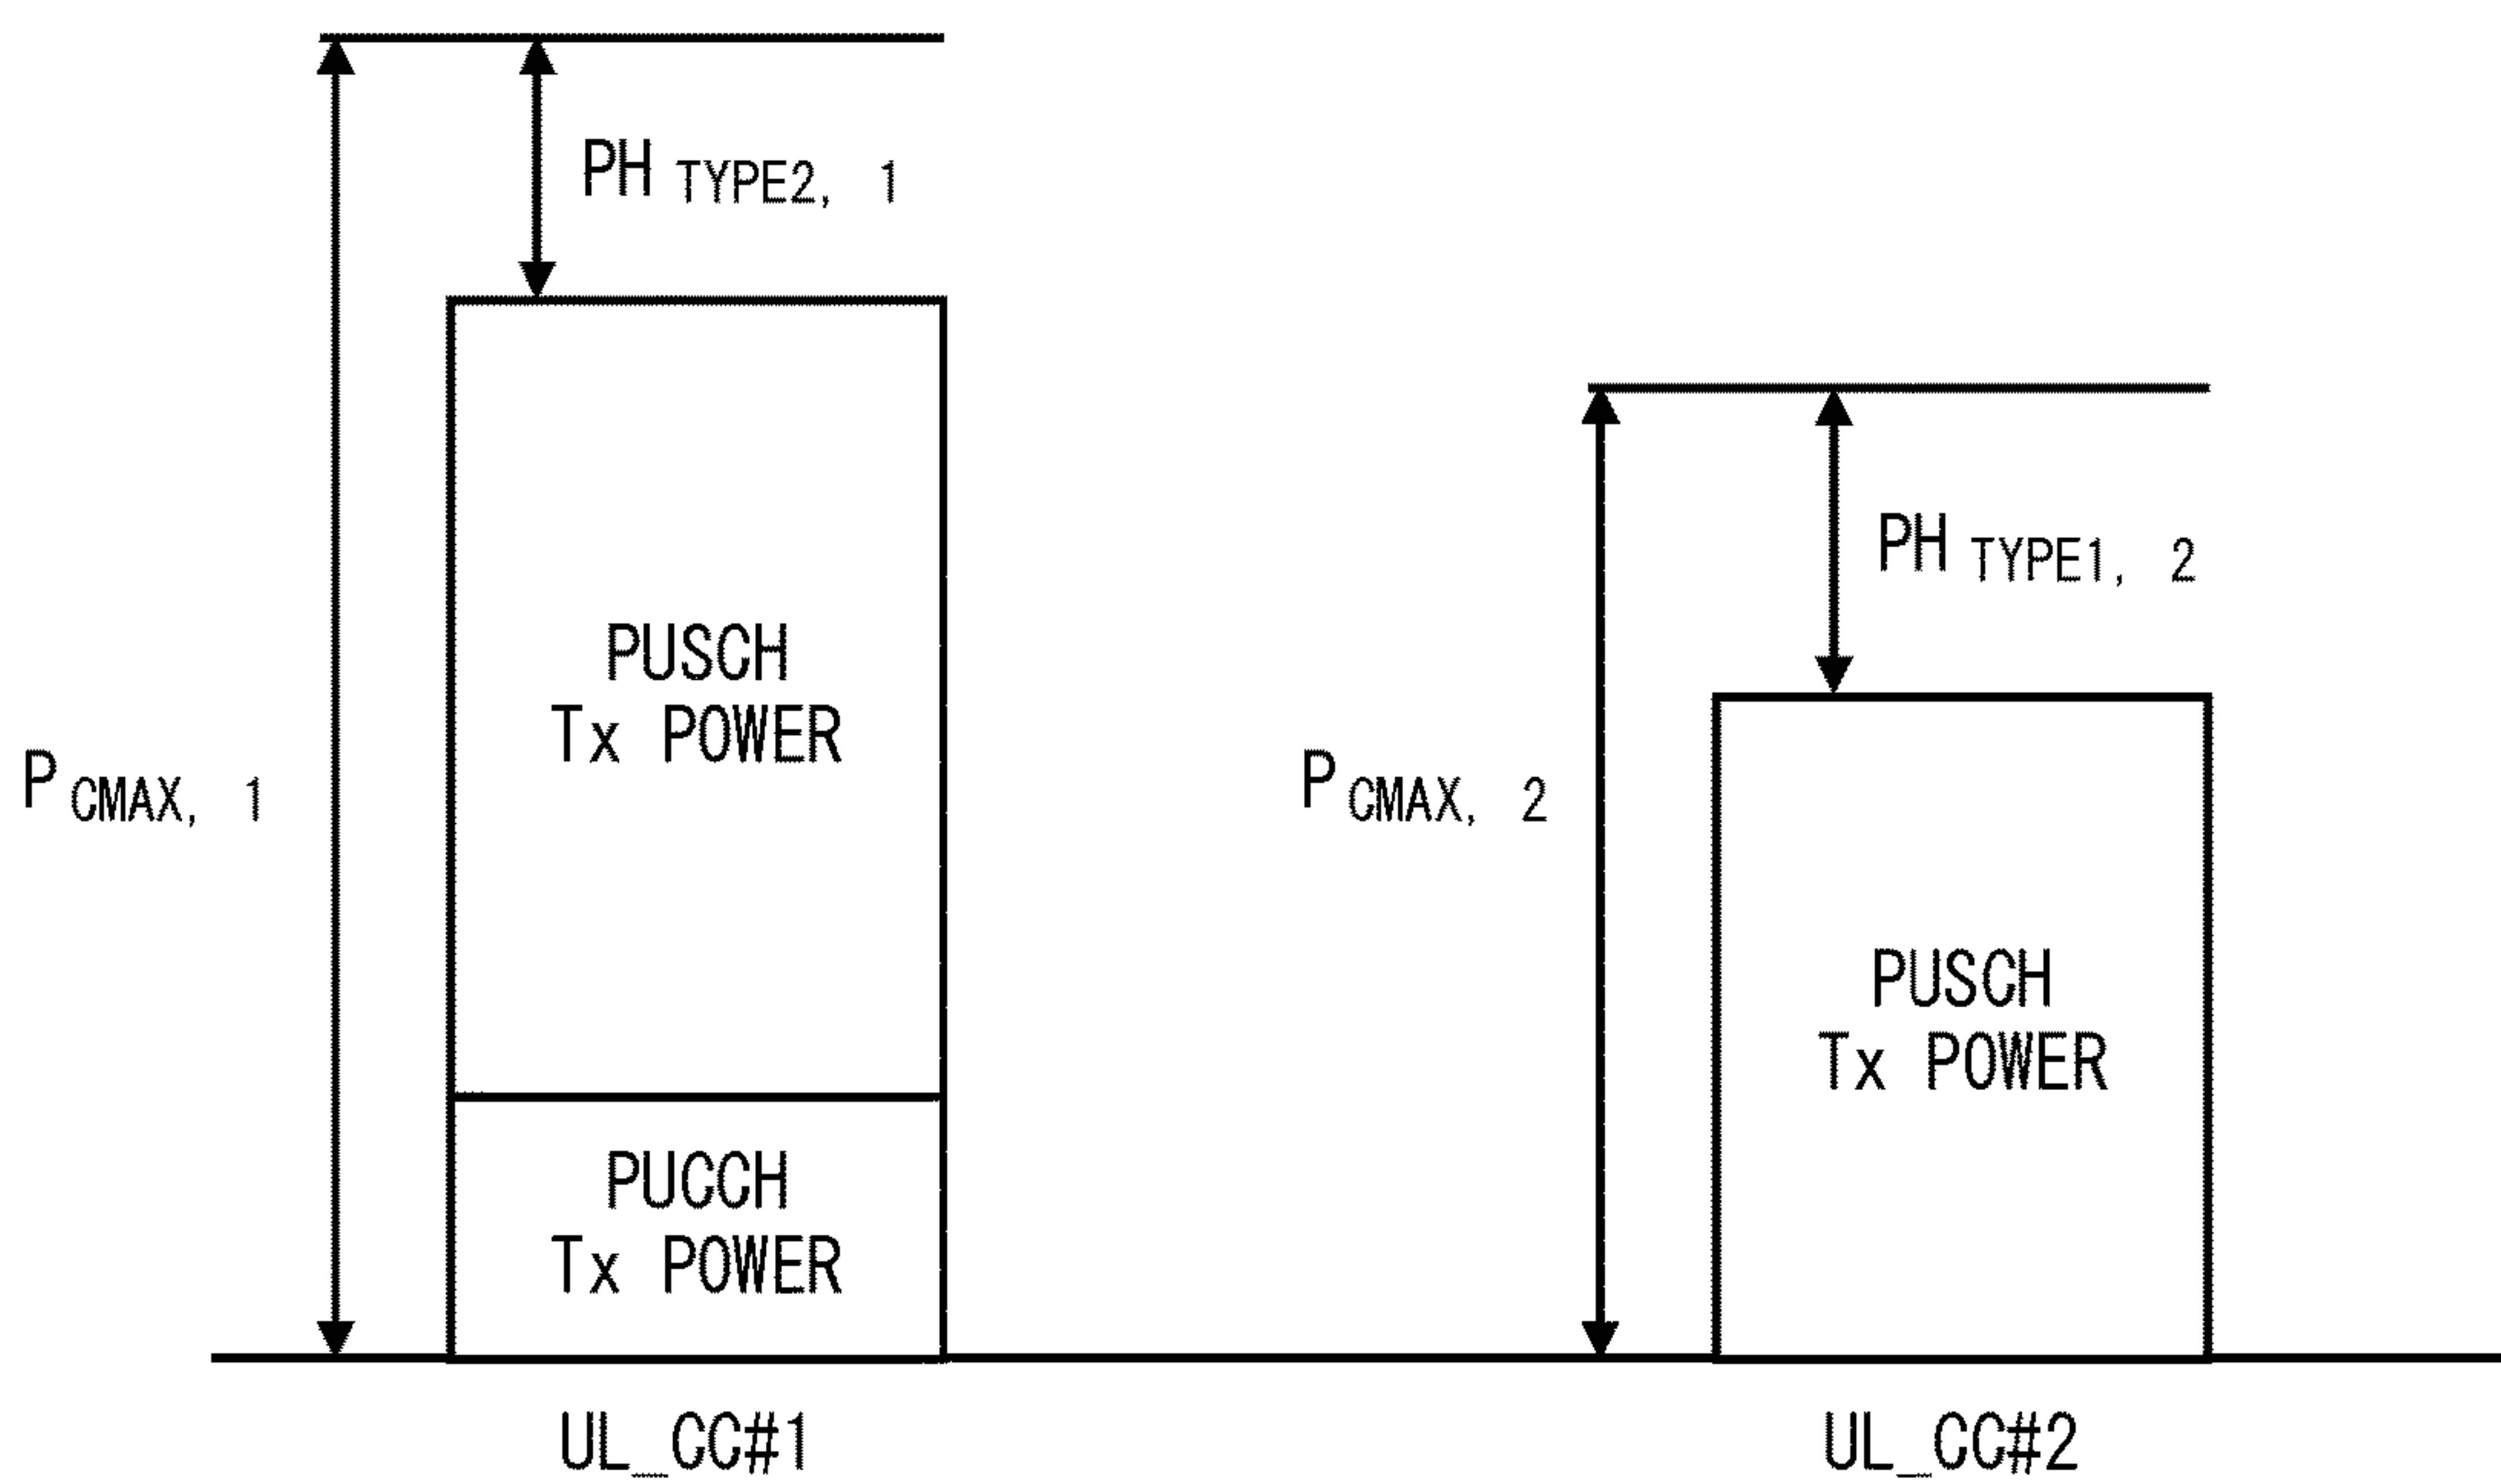 PH TYPE2, 1
PUSCH
Tx POWER
P CMAX, 1
PUCCH
Tx POWER
UL_CC#1
PH TYPE1, 2
P CMAX, 2
PUSCH
Tx POWER
UL_CC#2